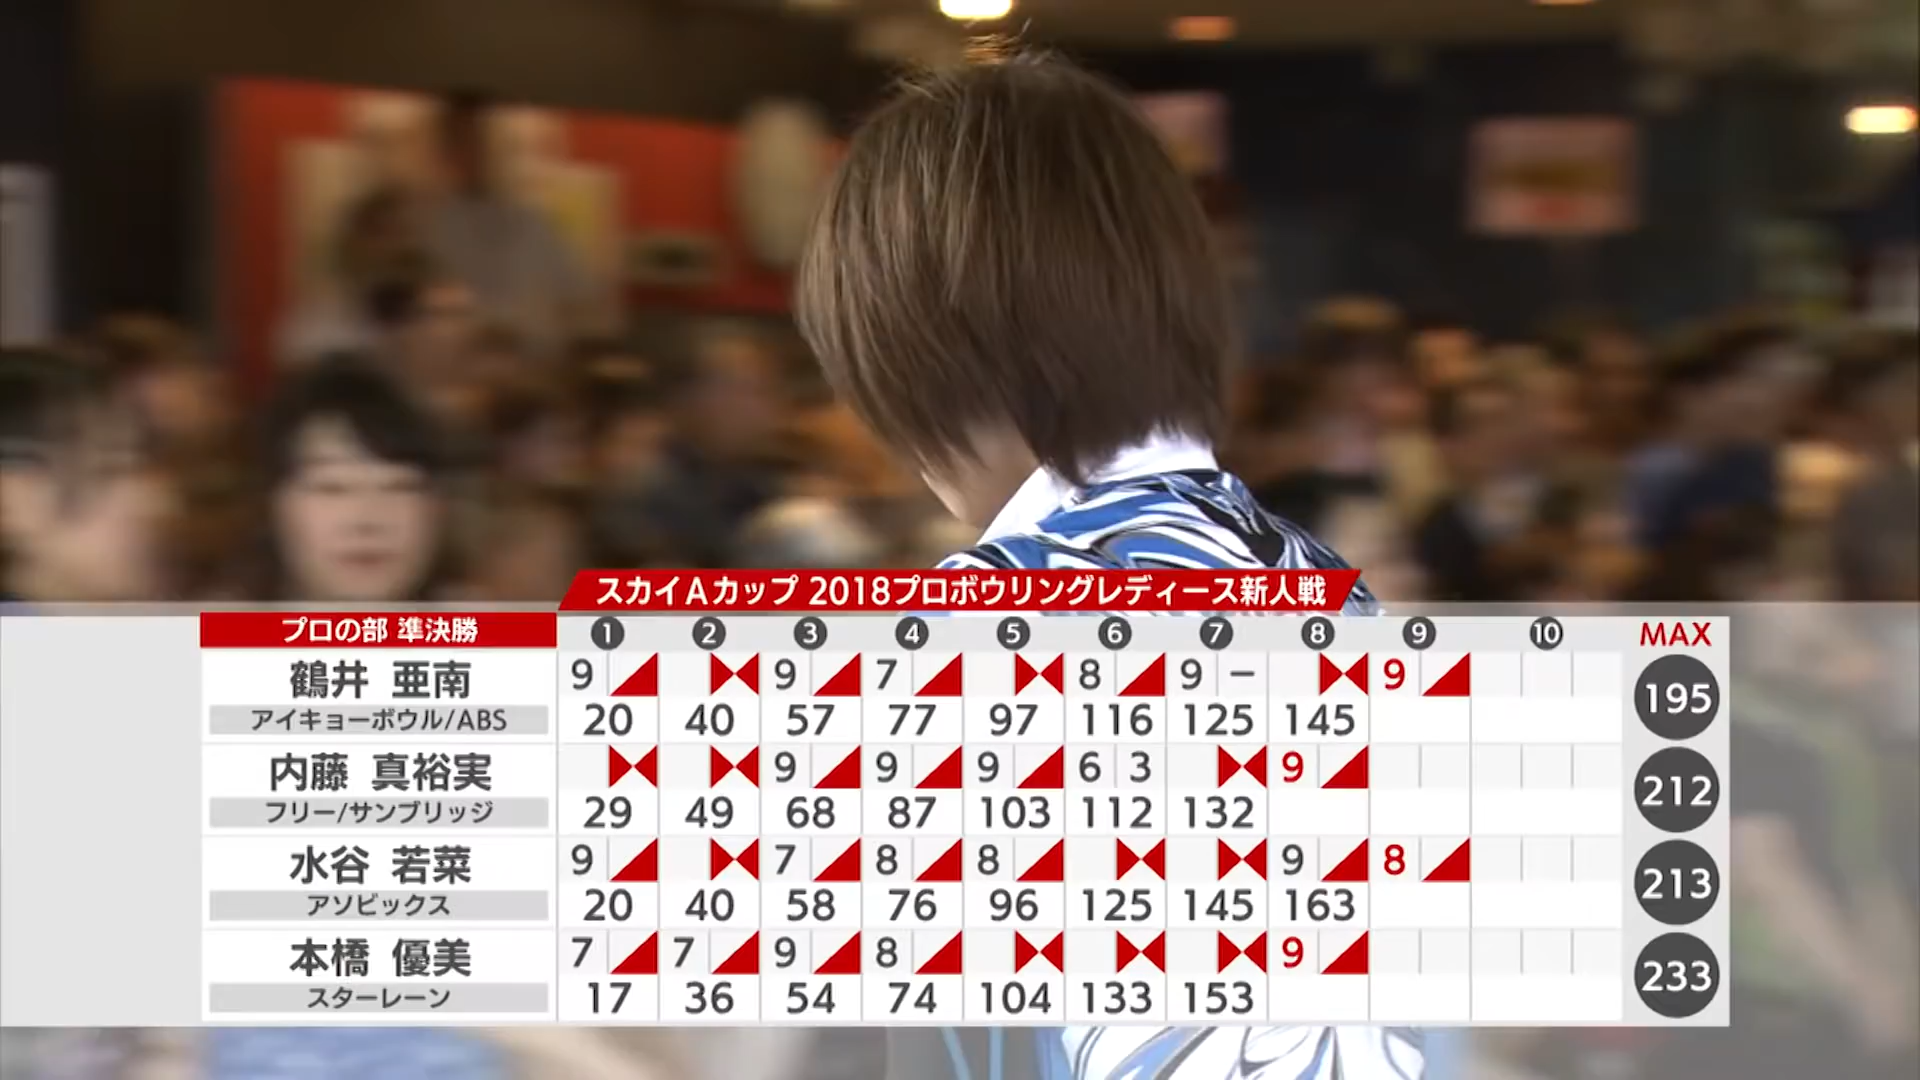 スカイAカップ 2018プロボウリングレディース新人戦
プロの部 準決勝 1 2 3 4 5 6 7 8 9 10 MAX
鶴井 亜南 9 9 7 8 9 - 9
アイキョーボウル/ABS 20 40 57 77 97 116 125 145 195
内藤 真裕実 9 9 9 6 3 9
フリー/サンブリッジ 29 49 68 87 103 112 132 212
水谷 若菜 9 7 8 8 9 8
アソビックス 20 40 58 76 96 125 145 163 213
本橋 優美 7 7 9 8 9
スターレーン 17 36 54 74 104 133 153 233